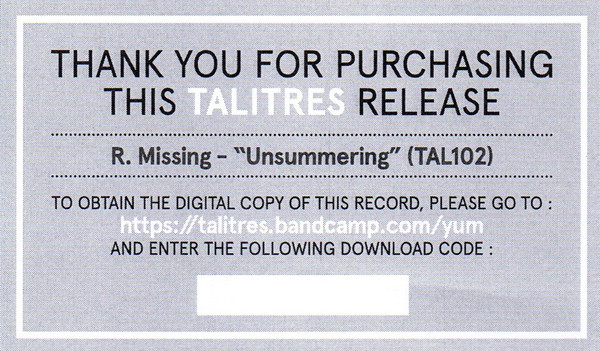 THANK YOU FOR PURCHASING
THIS TALITRES RELEASE
R. Missing – “Unsummering” (TAL102)
TO OBTAIN THE DIGITAL COPY OF THIS RECORD, PLEASE GO TO :
https://talitres.bandcamp.com/yum
AND ENTER THE FOLLOWING DOWNLOAD CODE :